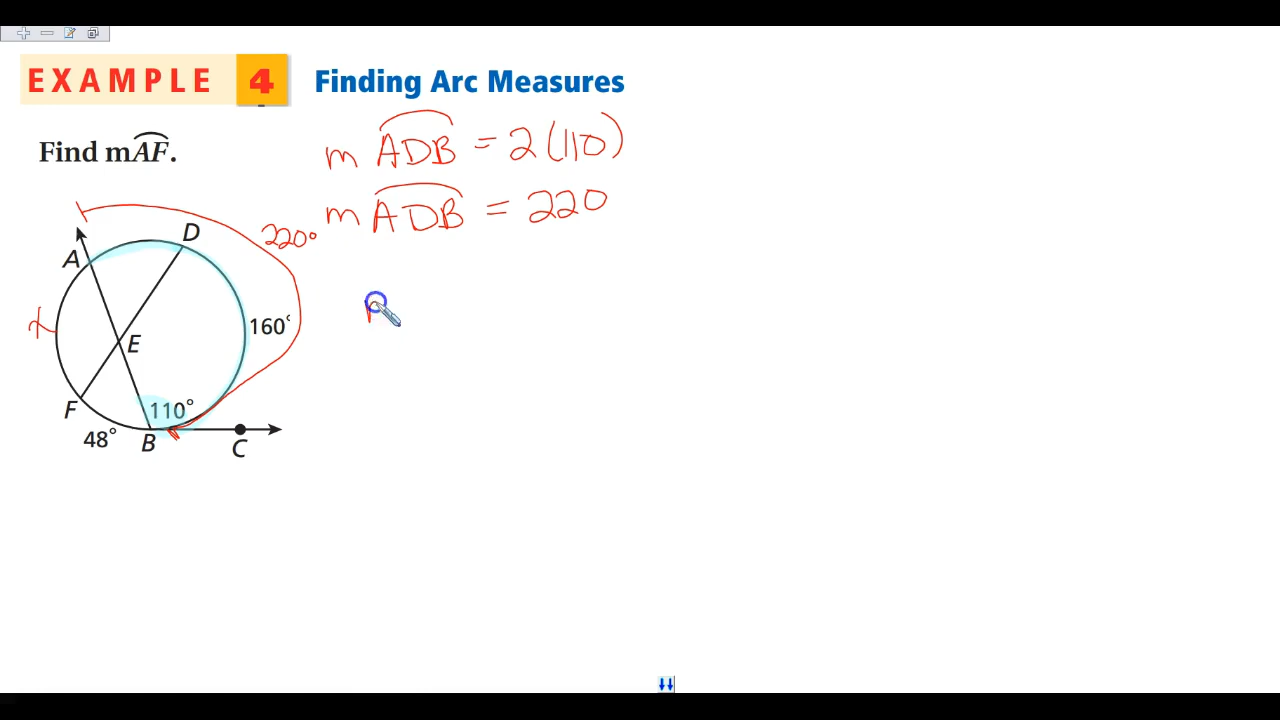 EXAMPLE 4 Finding Arc Measures
Find mAF.
m ADB = 2(110)
m ADB = 220
220°
D
A
x
160°
E
F
110°
48°
B
C